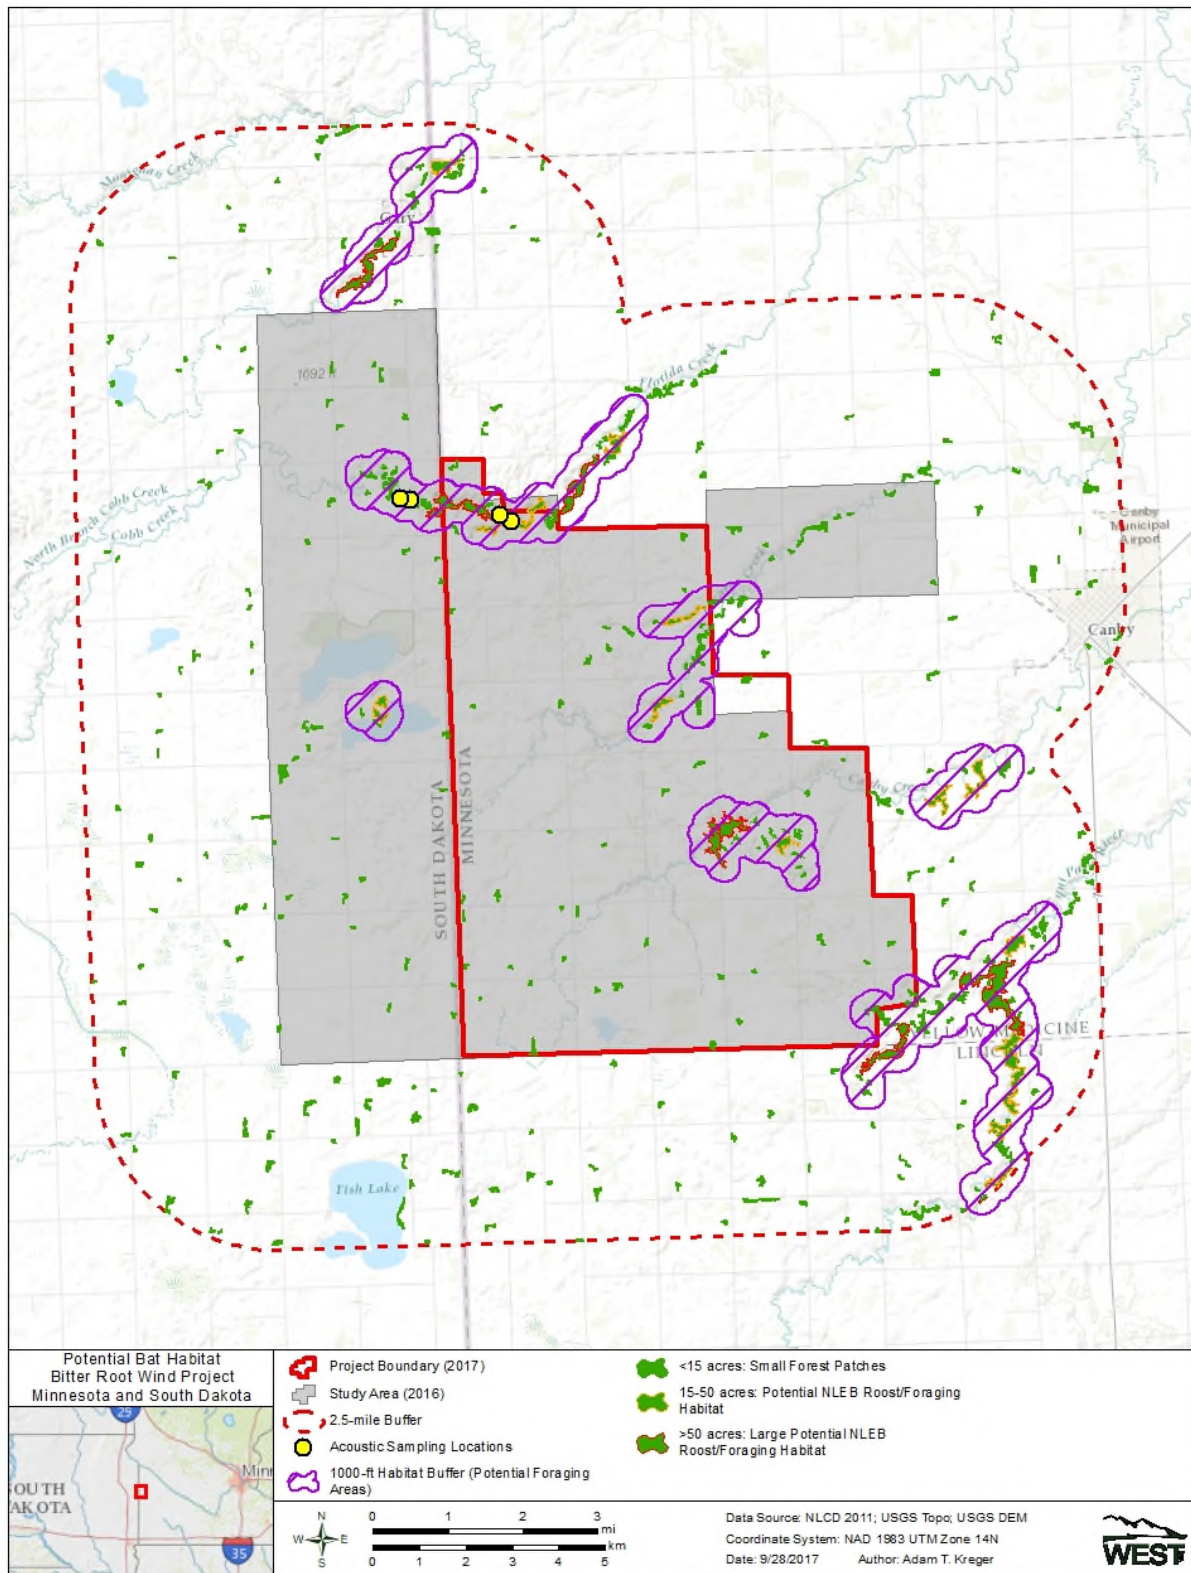 Monighan Creek
Gary
1692 ft
Florida Creek
North Branch Cobb Creek
Cobb Creek
Canby
Municipal
Airport
Creek
Canby
SOUTH DAKOTA
MINNESOTA
Canby Creek
River
YELLOW MEDICINE
LINCOLN
Fish Lake
Potential Bat Habitat
Bitter Root Wind Project
Minnesota and South Dakota
29
SOUTH
DAKOTA
Minn
35
Project Boundary (2017)
Study Area (2016)
2.5-mile Buffer
Acoustic Sampling Locations
1000-ft Habitat Buffer (Potential Foraging
Areas)
<15 acres: Small Forest Patches
15-50 acres: Potential NLEB Roost/Foraging
Habitat
>50 acres: Large Potential NLEB
Roost/Foraging Habitat
N
W E
S
0 1 2 3
mi
km
0 1 2 3 4 5
Data Source: NLCD 2011; USGS Topo; USGS DEM
Coordinate System: NAD 1983 UTM Zone 14N
Date: 9/28/2017 Author: Adam T. Kreger
WEST